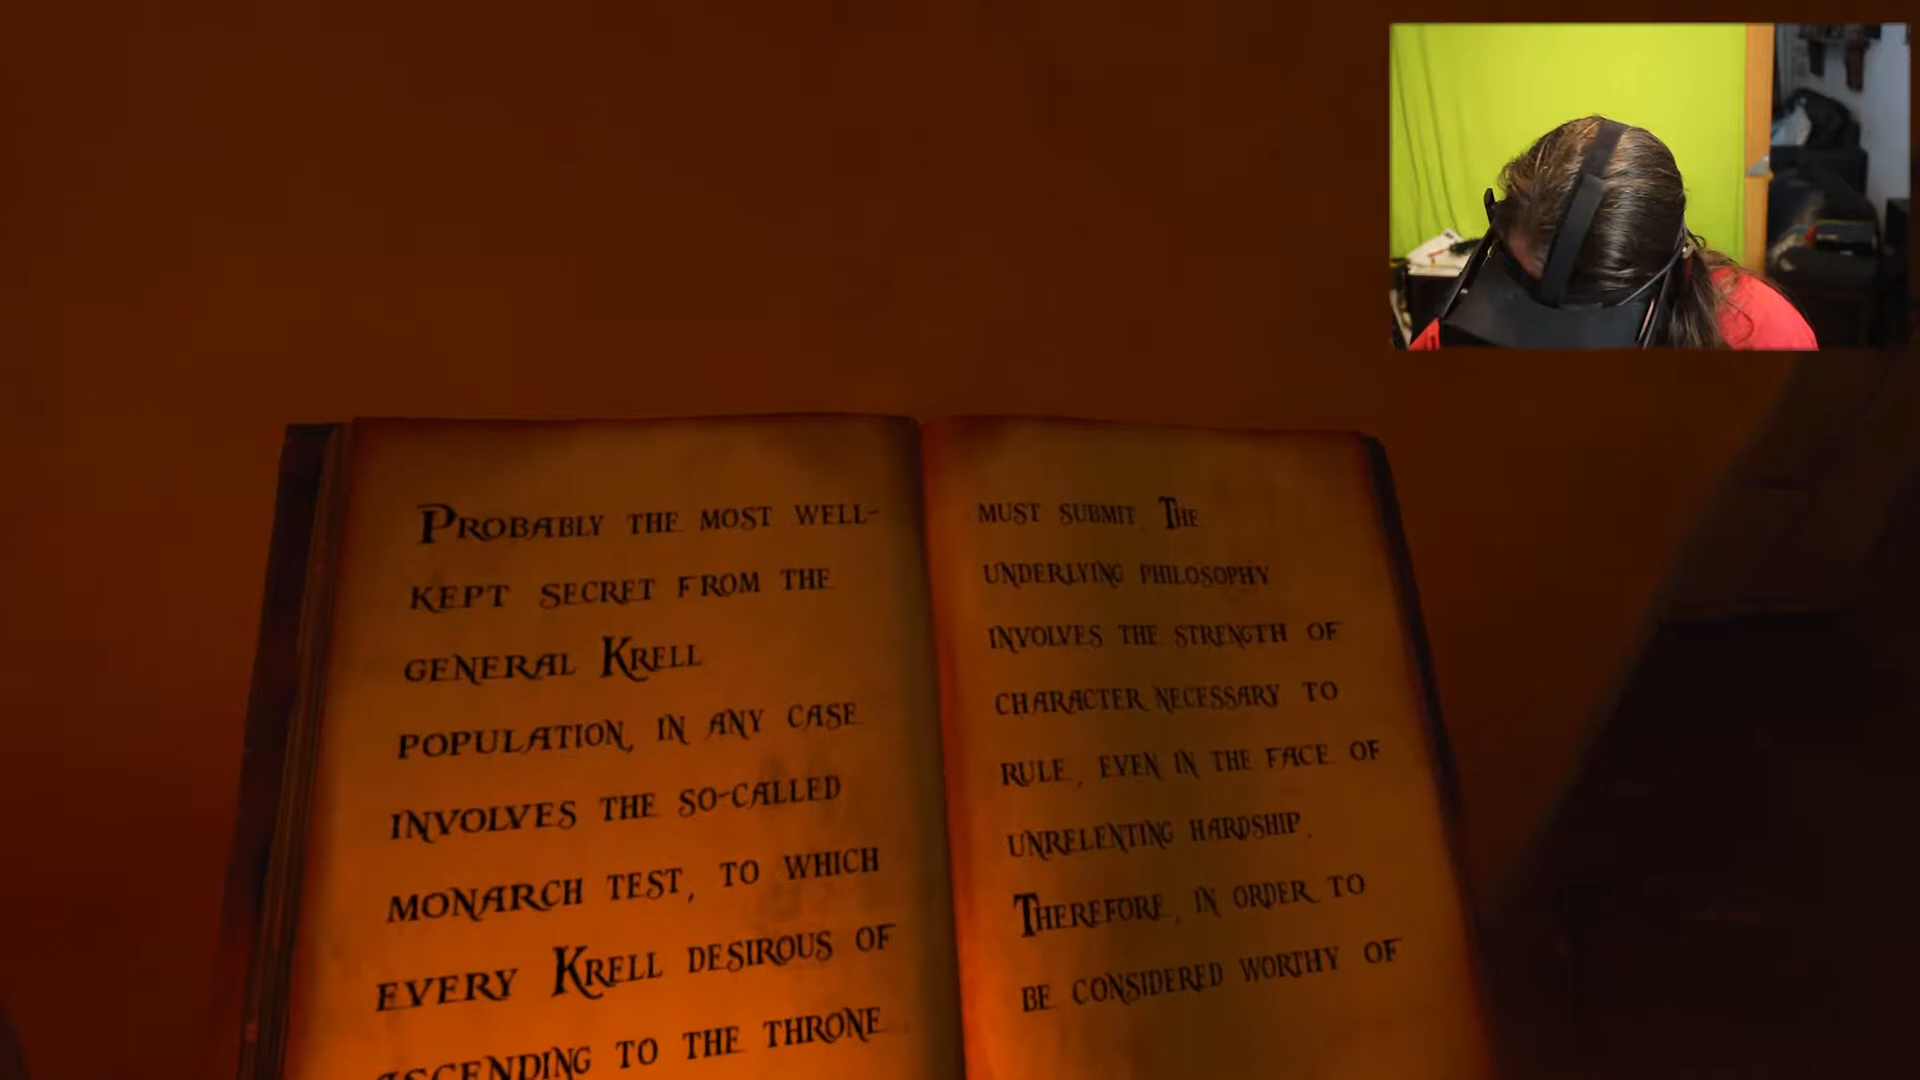 Probably the most well-
kept secret from the
general Krell
population, in any case
involves the so-called
monarch test, to which
every Krell desirous of
ascending to the throne
must submit. The
underlying philosophy
involves the strength of
character necessary to
rule, even in the face of
unrelenting hardship.
Therefore, in order to
be considered worthy of